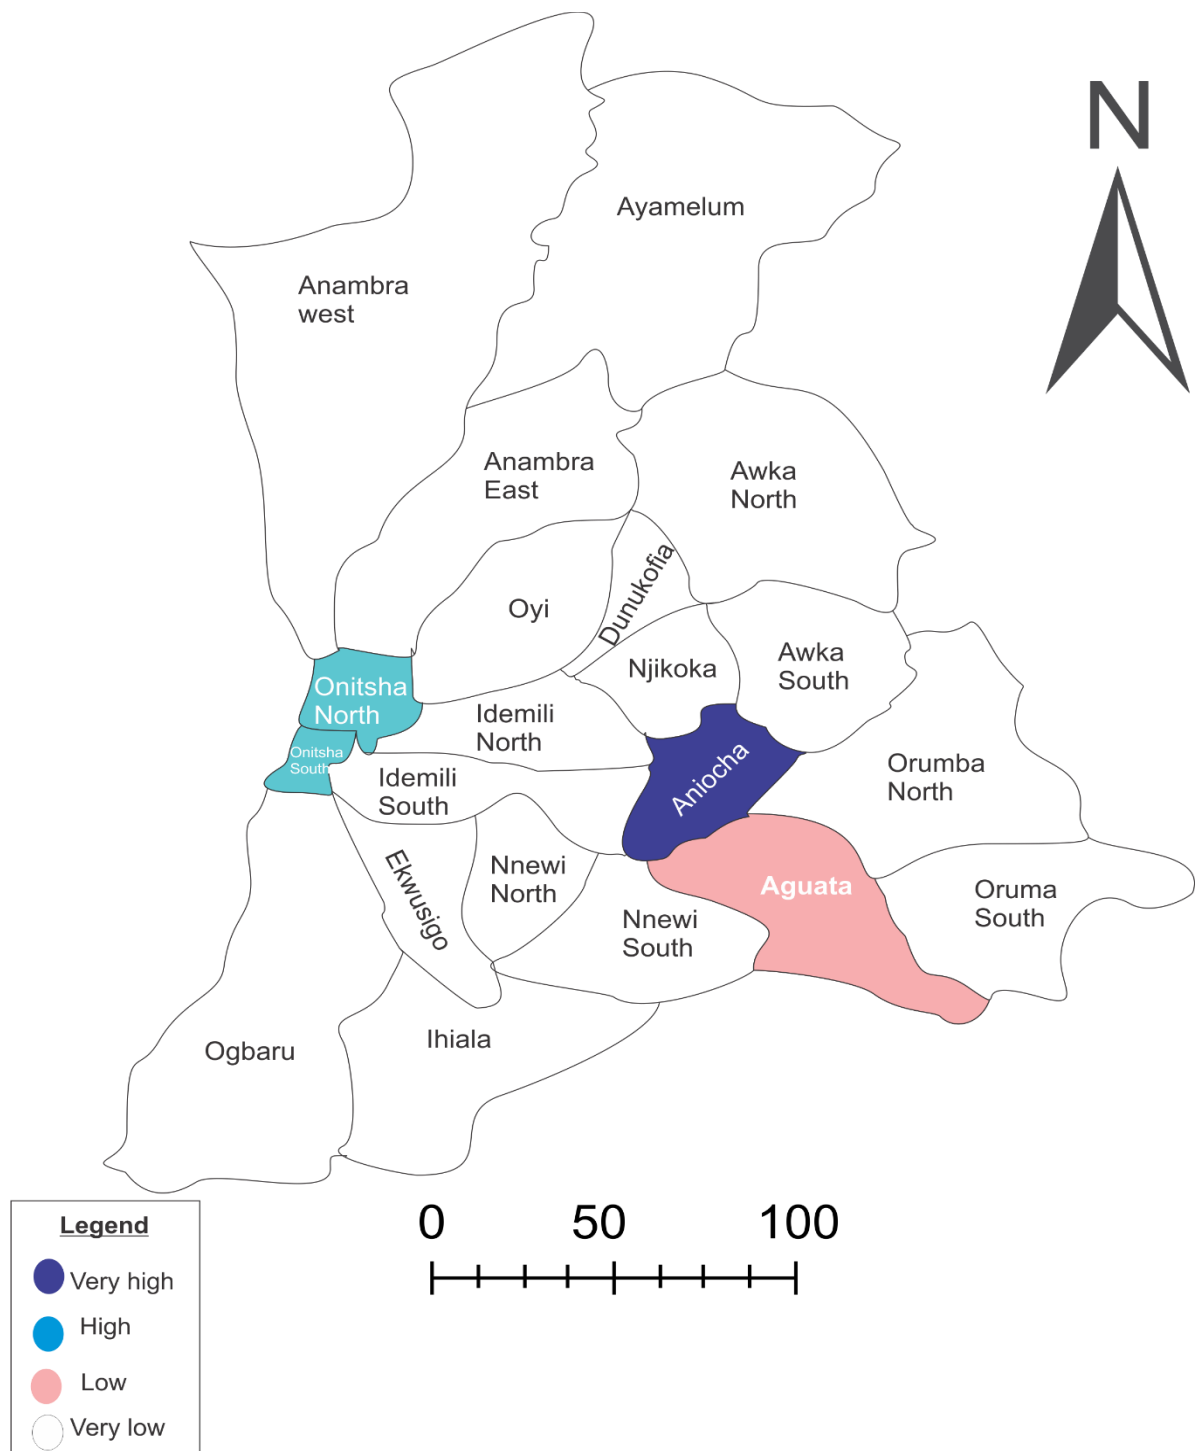 N
Ayamelum
Anambra
west
Anambra
East
Awka
North
Oyi
Dunukofia
Njikoka
Awka
South
Onitsha
North
Idemili
North
Onitsha
South
Idemili
South
Aniocha
Orumba
North
Ekwusigo
Nnewi
North
Aguata
Oruma
South
Nnewi
South
Ogbaru
Ihiala
Legend
Very high
High
Low
Very low
0 50 100